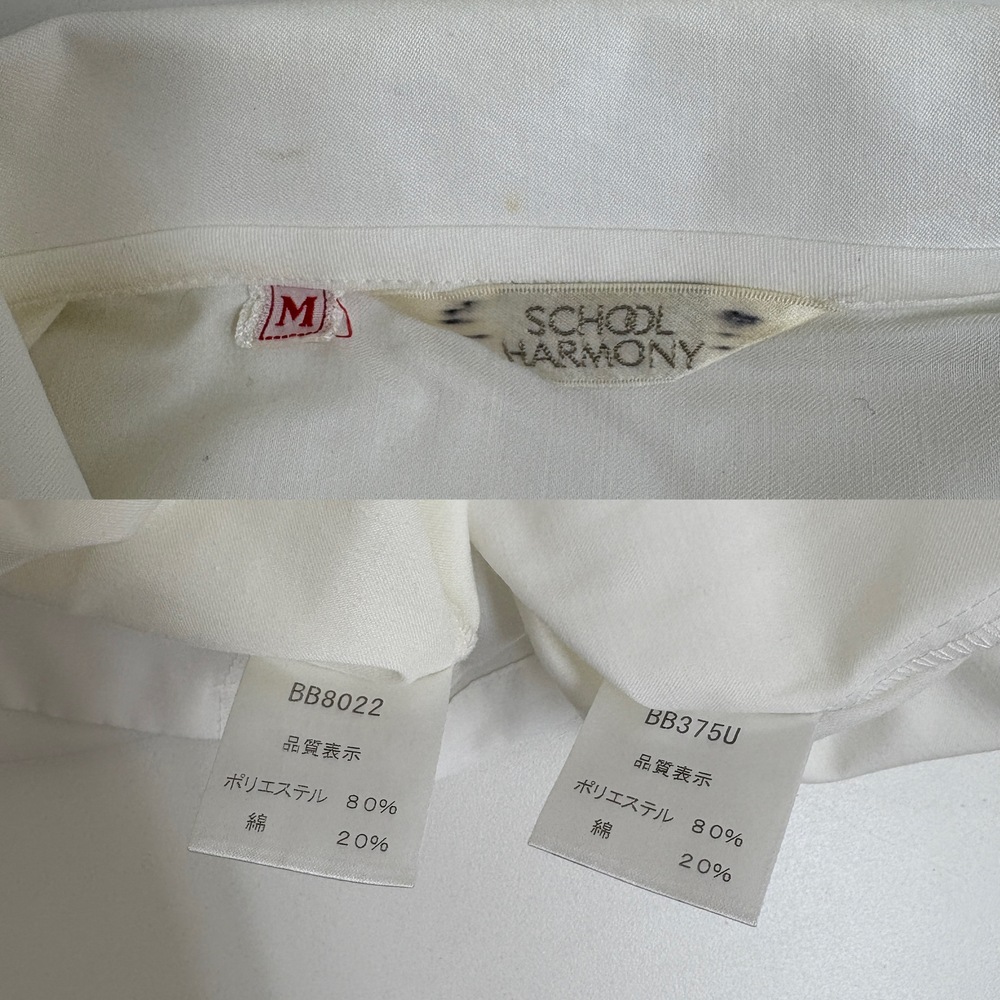 M
SCHOOL
HARMONY
BB8022
品質表示
ポリエステル 80%
綿 20%
BB375U
品質表示
ポリエステル 80%
綿 20%